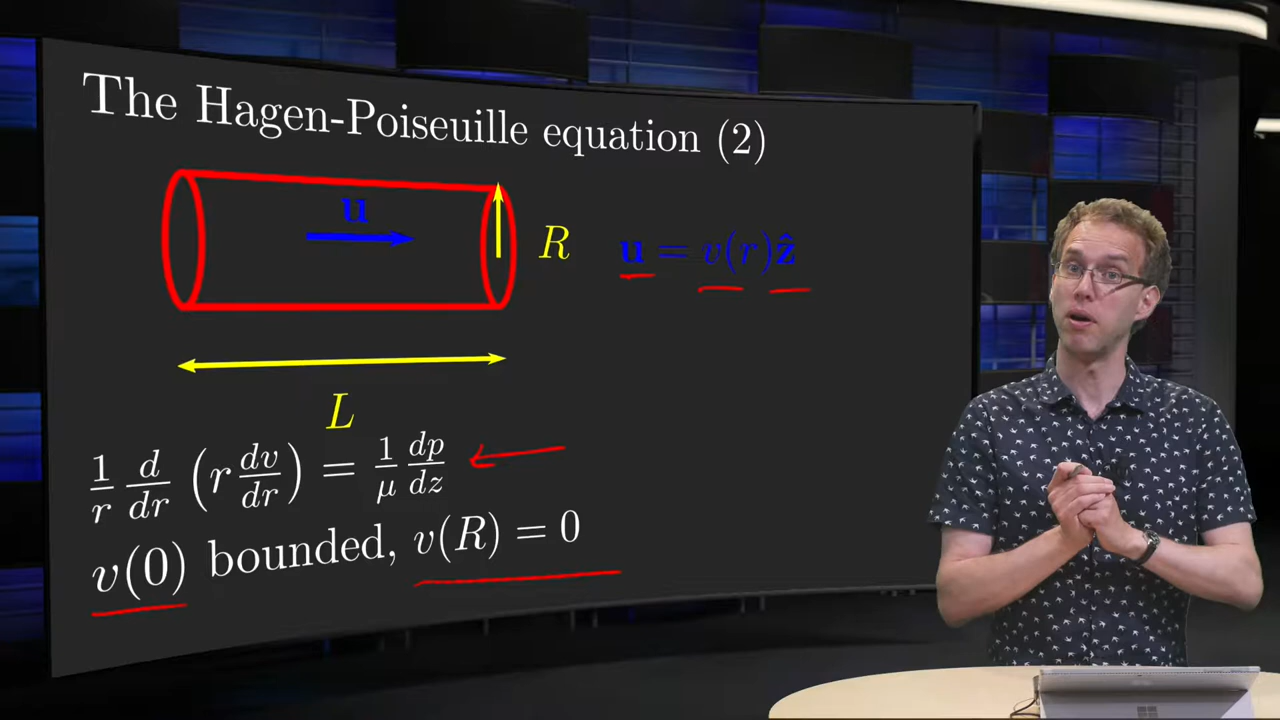 The Hagen-Poiseuille equation (2)
u
R
u = v(r)ẑ
L
1/r d/dr (r dv/dr) = 1/μ dp/dz
v(0) bounded, v(R) = 0